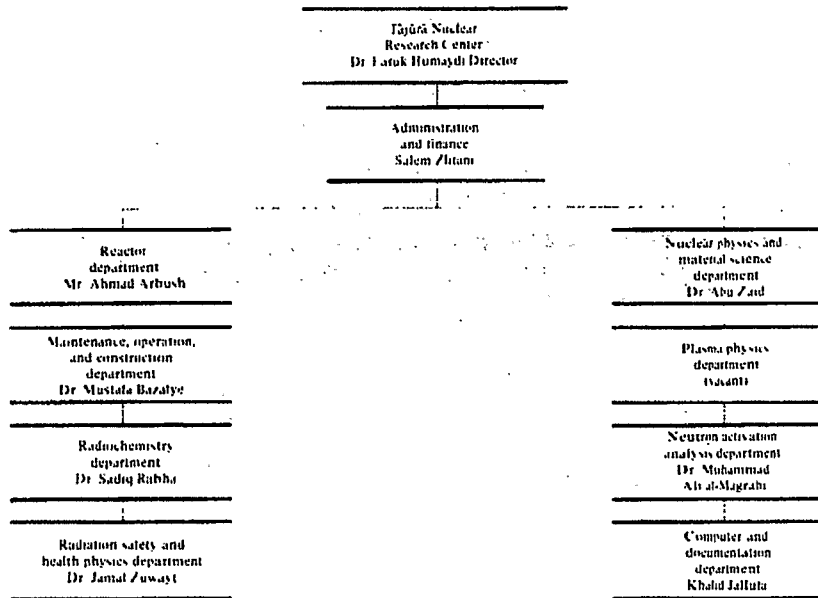 Tājūrā Nuclear
Research Center
Dr Faruk Humaydi Director
Administration
and finance
Salem Zlitani
Reactor
department
Mr Ahmad Arbush
Maintenance, operation,
and construction
department
Dr Mustafa Bazalye
Radiochemistry
department
Dr Sadiq Rabha
Radiation safety and
health physics department
Dr Jamal Zuwayt
Nuclear physics and
material science
department
Dr Abu Zaid
Plasma physics
department
(vacant)
Neutron activation
analysis department
Dr Muhammad
Ali al-Magrabi
Computer and
documentation
department
Khalid Jalluta